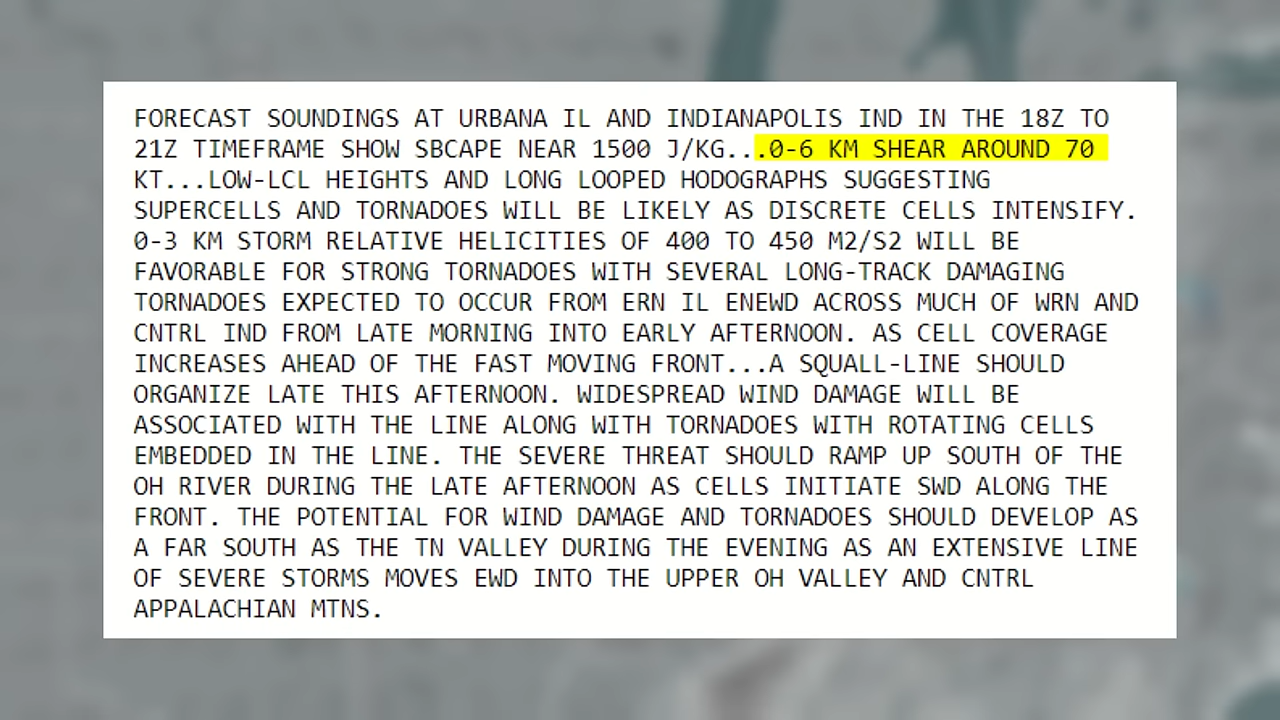 FORECAST SOUNDINGS AT URBANA IL AND INDIANAPOLIS IND IN THE 18Z TO
21Z TIMEFRAME SHOW SBCAPE NEAR 1500 J/KG...0-6 KM SHEAR AROUND 70
KT...LOW-LCL HEIGHTS AND LONG LOOPED HODOGRAPHS SUGGESTING
SUPERCELLS AND TORNADOES WILL BE LIKELY AS DISCRETE CELLS INTENSIFY.
0-3 KM STORM RELATIVE HELICITIES OF 400 TO 450 M2/S2 WILL BE
FAVORABLE FOR STRONG TORNADOES WITH SEVERAL LONG-TRACK DAMAGING
TORNADOES EXPECTED TO OCCUR FROM ERN IL ENEWD ACROSS MUCH OF WRN AND
CNTRL IND FROM LATE MORNING INTO EARLY AFTERNOON. AS CELL COVERAGE
INCREASES AHEAD OF THE FAST MOVING FRONT...A SQUALL-LINE SHOULD
ORGANIZE LATE THIS AFTERNOON. WIDESPREAD WIND DAMAGE WILL BE
ASSOCIATED WITH THE LINE ALONG WITH TORNADOES WITH ROTATING CELLS
EMBEDDED IN THE LINE. THE SEVERE THREAT SHOULD RAMP UP SOUTH OF THE
OH RIVER DURING THE LATE AFTERNOON AS CELLS INITIATE SWD ALONG THE
FRONT. THE POTENTIAL FOR WIND DAMAGE AND TORNADOES SHOULD DEVELOP AS
A FAR SOUTH AS THE TN VALLEY DURING THE EVENING AS AN EXTENSIVE LINE
OF SEVERE STORMS MOVES EWD INTO THE UPPER OH VALLEY AND CNTRL
APPALACHIAN MTNS.